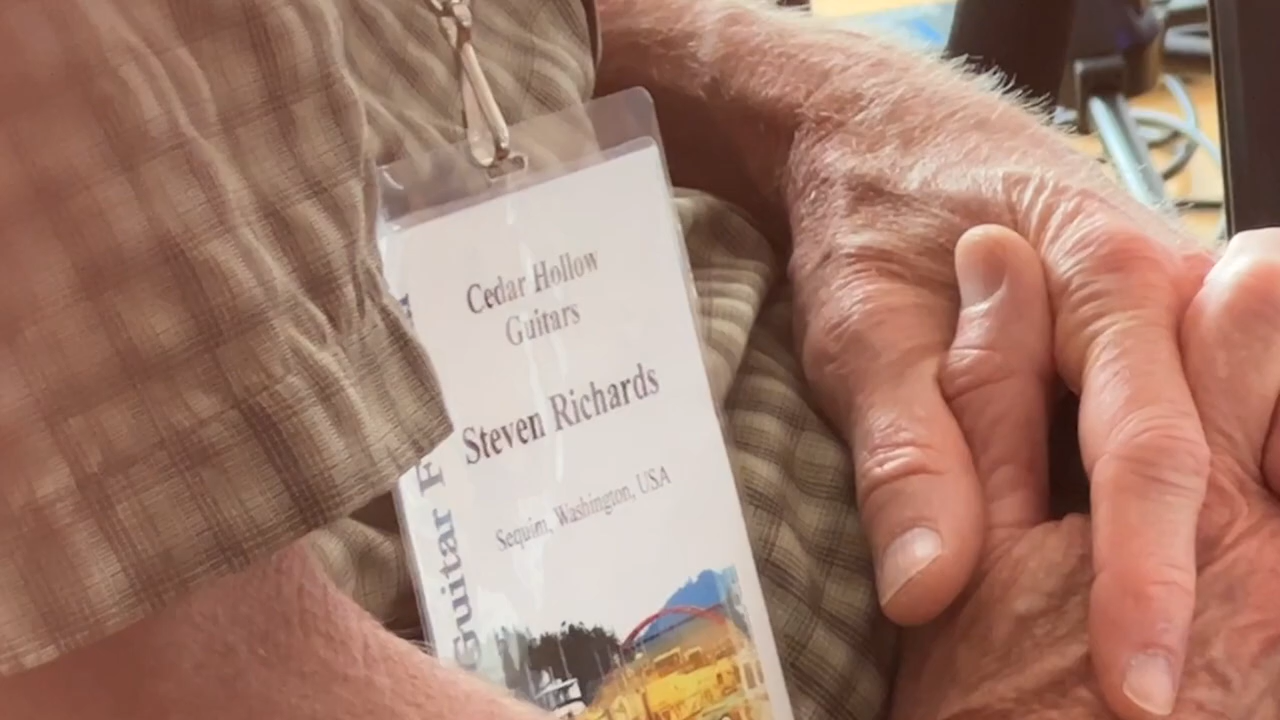 Cedar Hollow
Guitars
Steven Richards
Sequim, Washington, USA
Guitar F